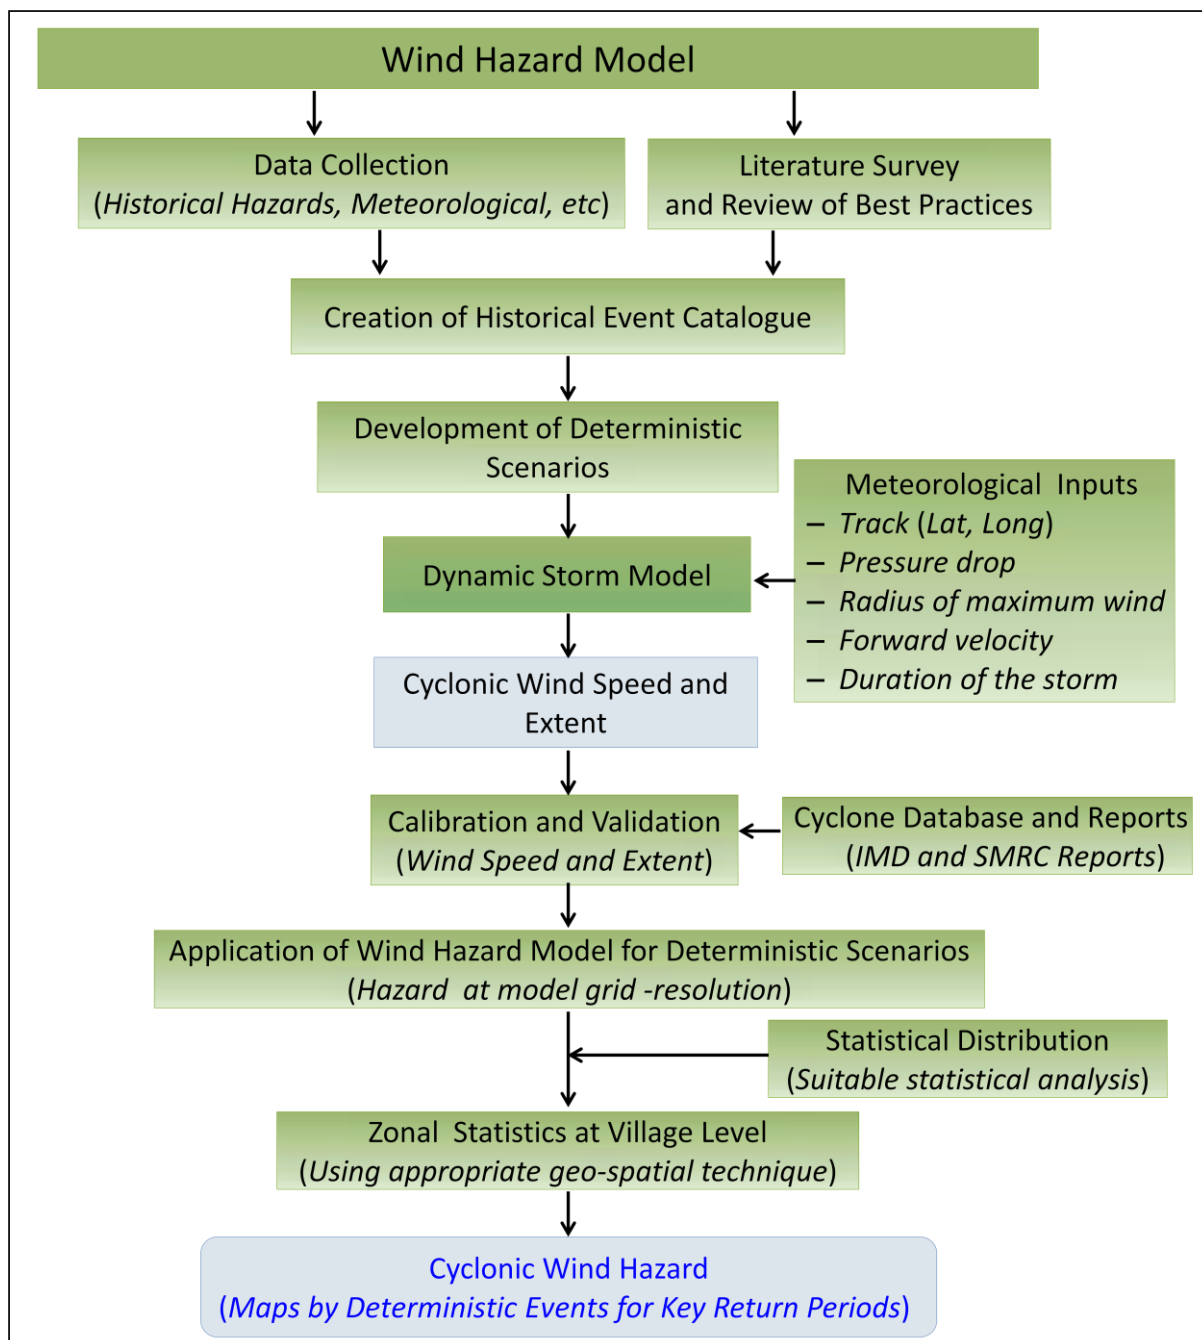 Wind Hazard Model
Data Collection
(Historical Hazards, Meteorological, etc)
Literature Survey
and Review of Best Practices
Creation of Historical Event Catalogue
Development of Deterministic
Scenarios
Meteorological Inputs
– Track (Lat, Long)
– Pressure drop
– Radius of maximum wind
– Forward velocity
– Duration of the storm
Dynamic Storm Model
Cyclonic Wind Speed and
Extent
Calibration and Validation
(Wind Speed and Extent)
Cyclone Database and Reports
(IMD and SMRC Reports)
Application of Wind Hazard Model for Deterministic Scenarios
(Hazard at model grid -resolution)
Statistical Distribution
(Suitable statistical analysis)
Zonal Statistics at Village Level
(Using appropriate geo-spatial technique)
Cyclonic Wind Hazard
(Maps by Deterministic Events for Key Return Periods)